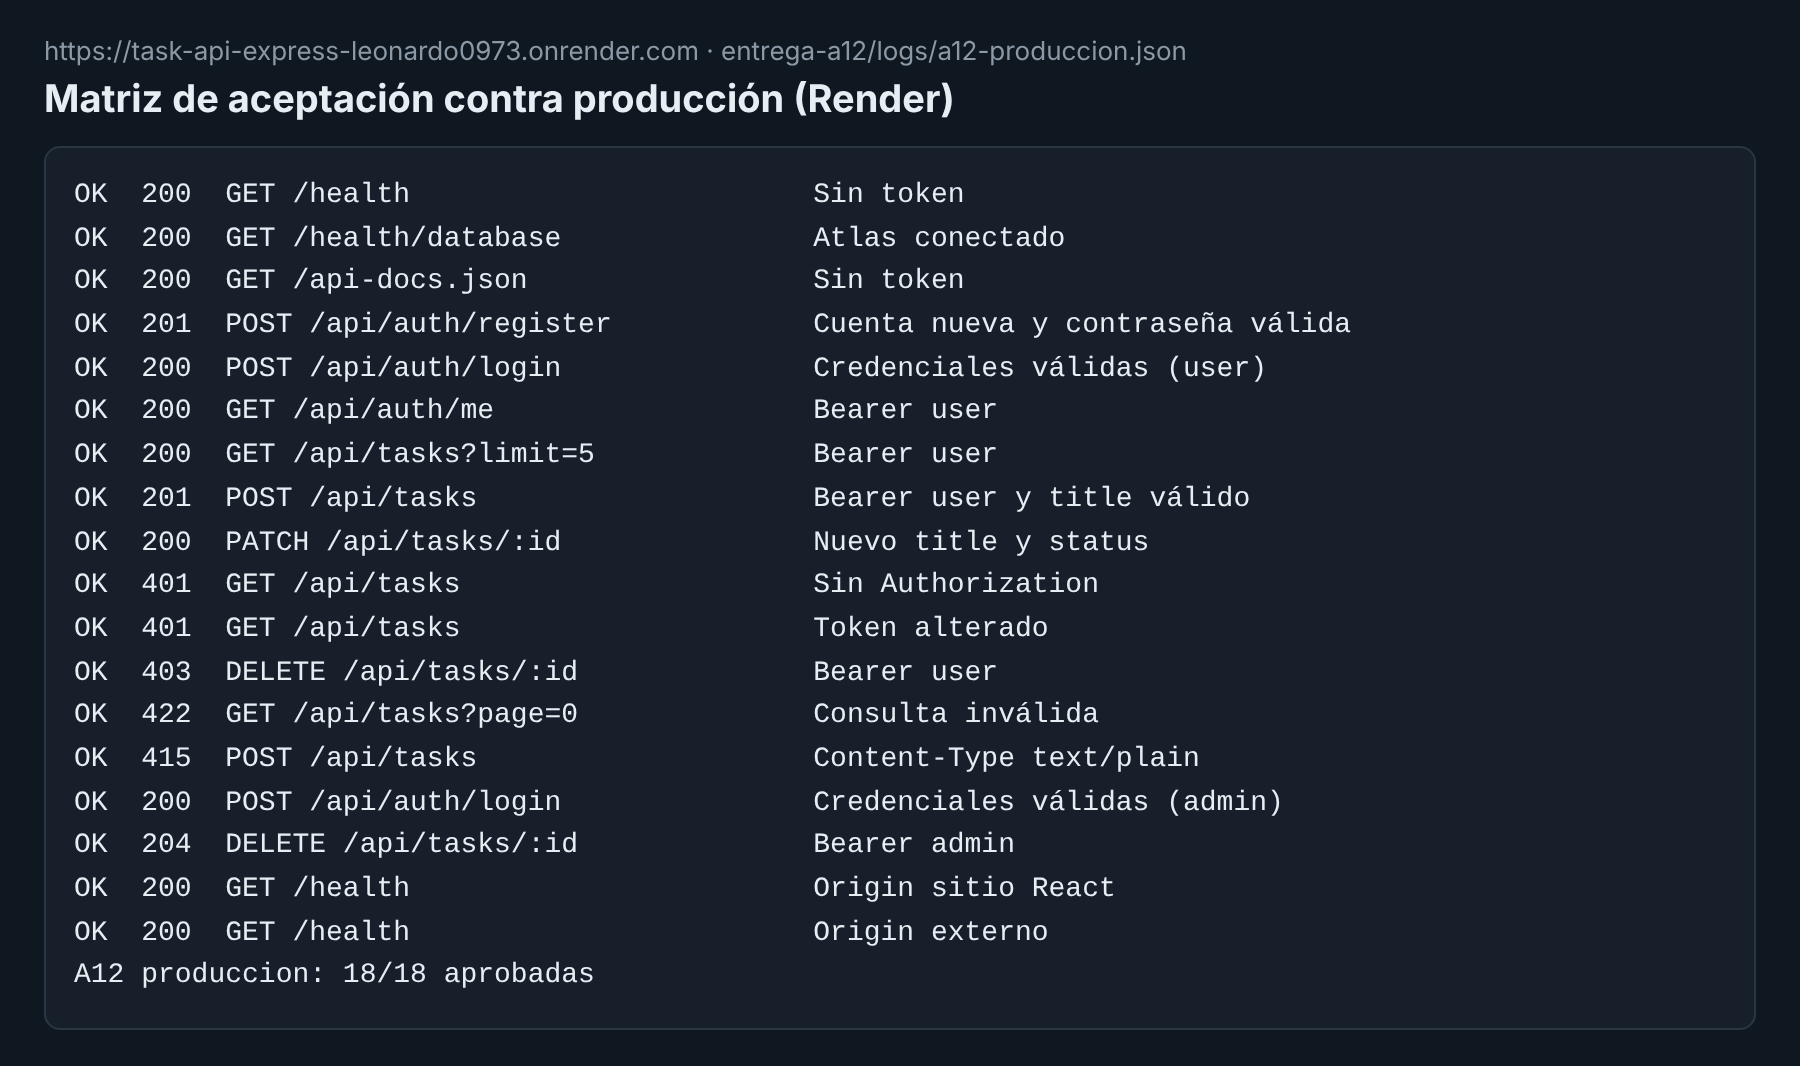 https://task-api-express-leonardo0973.onrender.com · entrega-a12/logs/a12-produccion.json
Matriz de aceptación contra producción (Render)
OK  200  GET /health  Sin token
OK  200  GET /health/database  Atlas conectado
OK  200  GET /api-docs.json  Sin token
OK  201  POST /api/auth/register  Cuenta nueva y contraseña válida
OK  200  POST /api/auth/login  Credenciales válidas (user)
OK  200  GET /api/auth/me  Bearer user
OK  200  GET /api/tasks?limit=5  Bearer user
OK  201  POST /api/tasks  Bearer user y title válido
OK  200  PATCH /api/tasks/:id  Nuevo title y status
OK  401  GET /api/tasks  Sin Authorization
OK  401  GET /api/tasks  Token alterado
OK  403  DELETE /api/tasks/:id  Bearer user
OK  422  GET /api/tasks?page=0  Consulta inválida
OK  415  POST /api/tasks  Content-Type text/plain
OK  200  POST /api/auth/login  Credenciales válidas (admin)
OK  204  DELETE /api/tasks/:id  Bearer admin
OK  200  GET /health  Origin sitio React
OK  200  GET /health  Origin externo
A12 produccion: 18/18 aprobadas